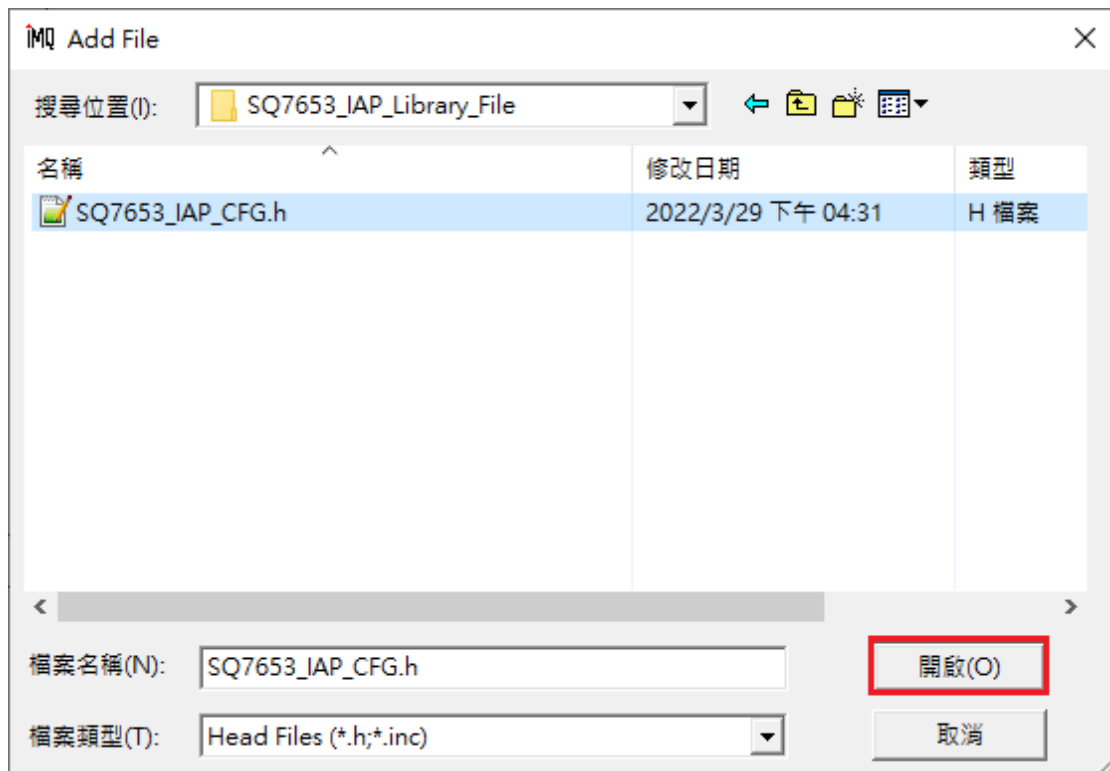 iMQ Add File
搜尋位置(I): SQ7653_IAP_Library_File
名稱 修改日期 類型
SQ7653_IAP_CFG.h 2022/3/29 下午 04:31 H 檔案
檔案名稱(N): SQ7653_IAP_CFG.h 開啟(O)
檔案類型(T): Head Files (*.h;*.inc) 取消